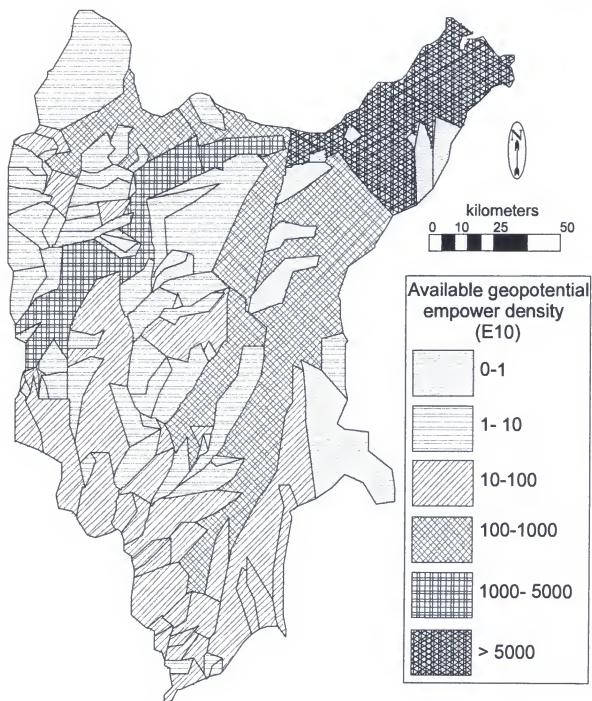 N
kilometers
0 10 25 50
Available geopotential
empower density
(E10)
0-1
1- 10
10-100
100-1000
1000- 5000
> 5000